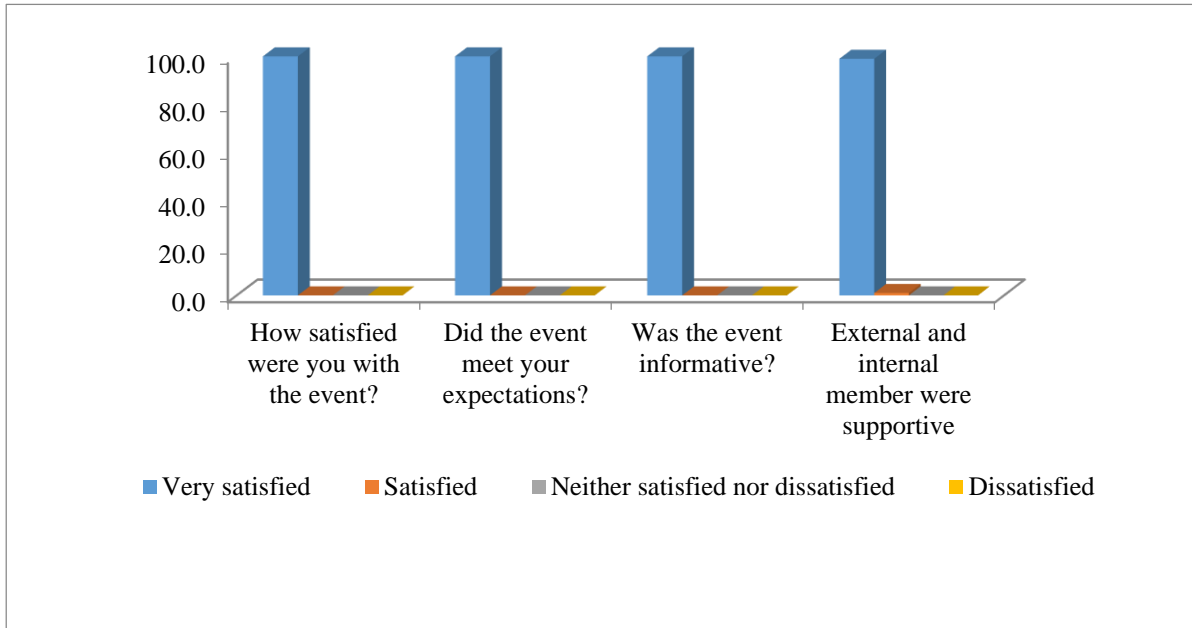 100.0
80.0
60.0
40.0
20.0
0.0
How satisfied
were you with
the event?
Did the event
meet your
expectations?
Was the event
informative?
External and
internal
member were
supportive
Very satisfied
Satisfied
Neither satisfied nor dissatisfied
Dissatisfied